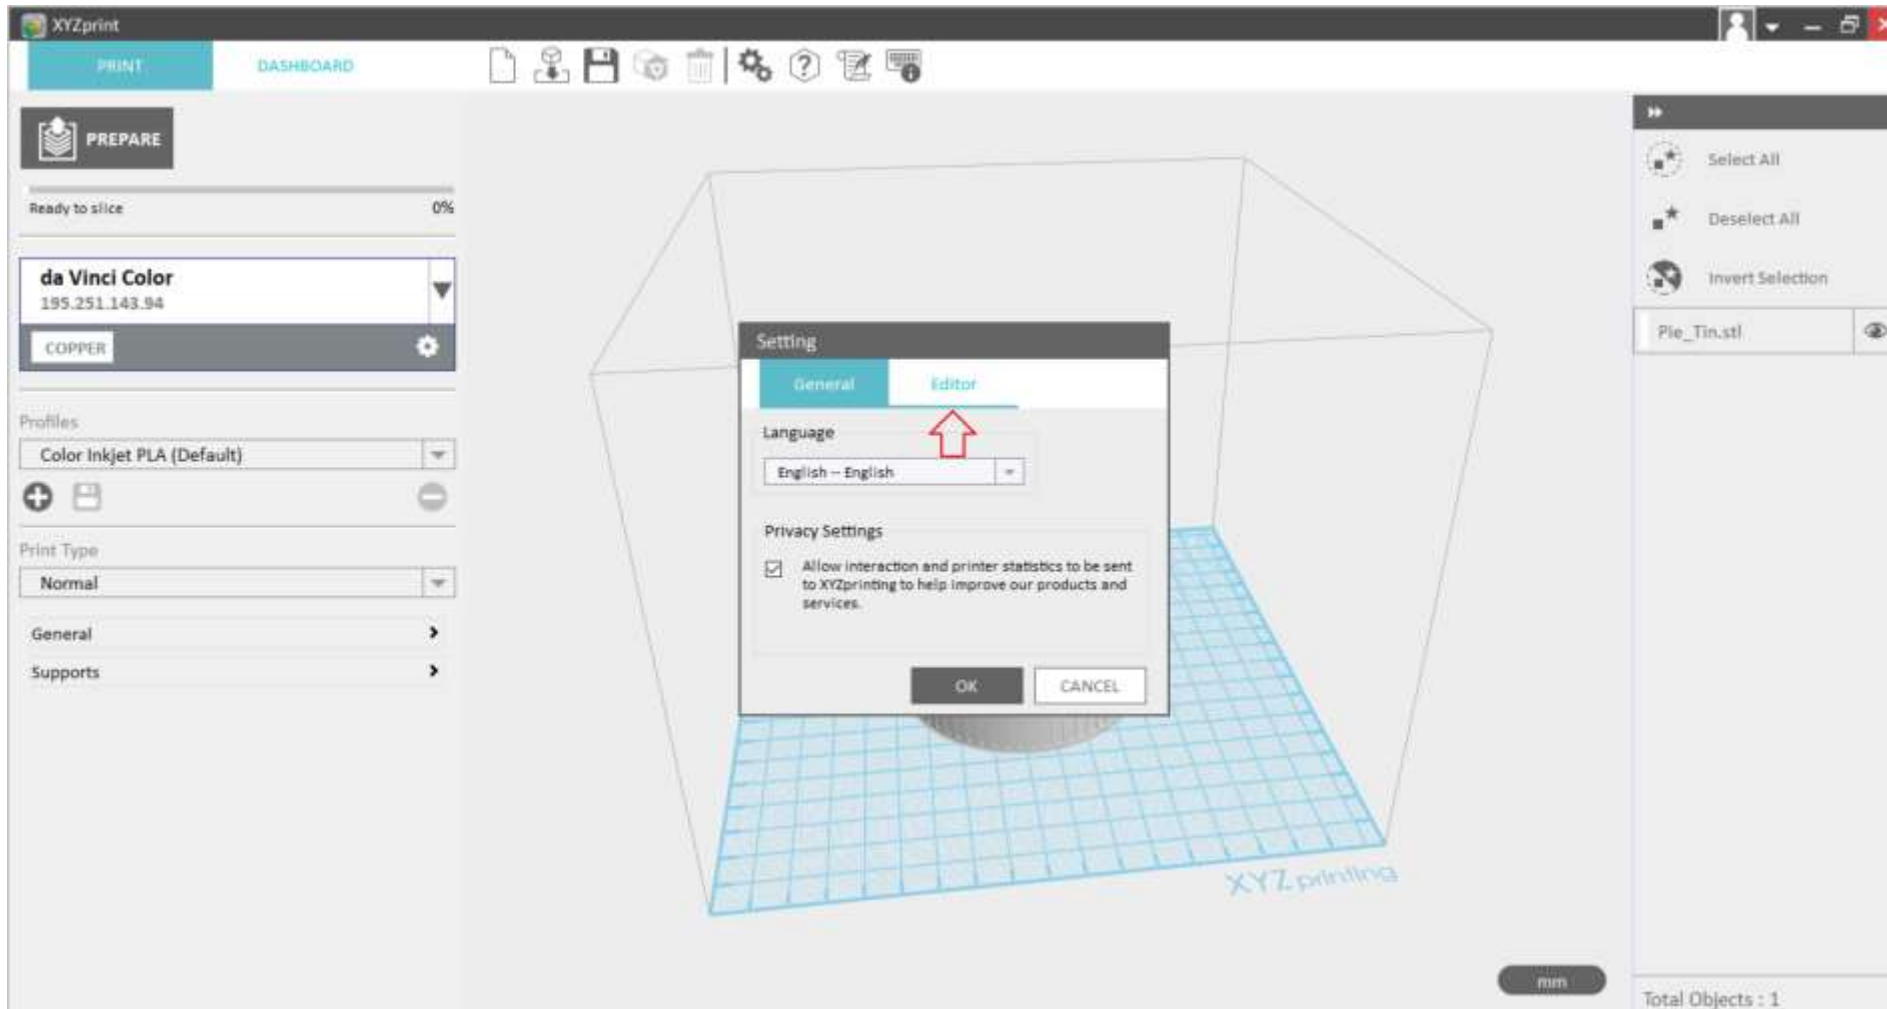 XYZprint
PRINT
DASHBOARD
PREPARE
Ready to slice
0%
da Vinci Color
195.251.143.94
COPPER
Profiles
Color Inkjet PLA (Default)
Print Type
Normal
General
Supports
Setting
General
Editor
Language
English -- English
Privacy Settings
Allow interaction and printer statistics to be sent
to XYZprinting to help improve our products and
services.
OK
CANCEL
XYZprinting
mm
Select All
Deselect All
Invert Selection
Pie_Tin.stl
Total Objects : 1